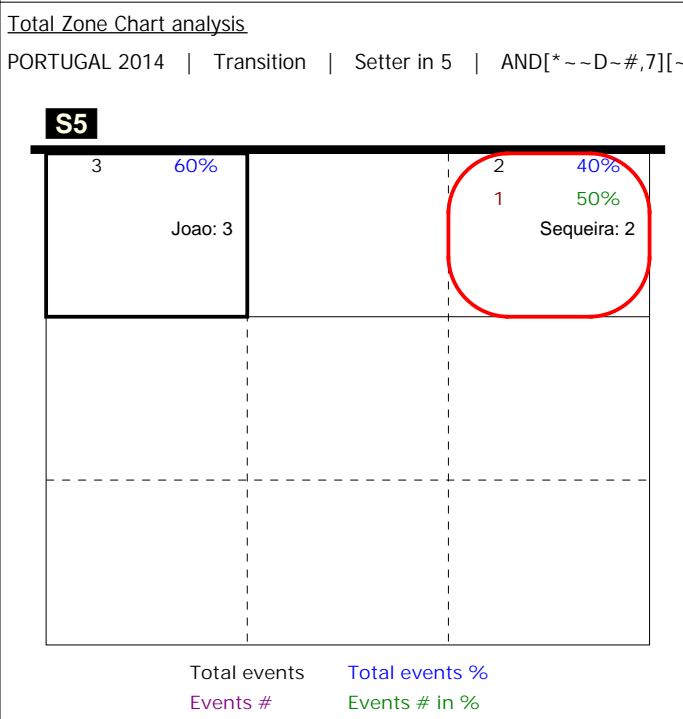 Total Zone Chart analysis
PORTUGAL 2014 | Transition | Setter in 5 | AND[*~~D~#,7][~
S5
3 60% 2 40%
1 50%
Joao: 3 Sequeira: 2
Total events Total events %
Events # Events # in %